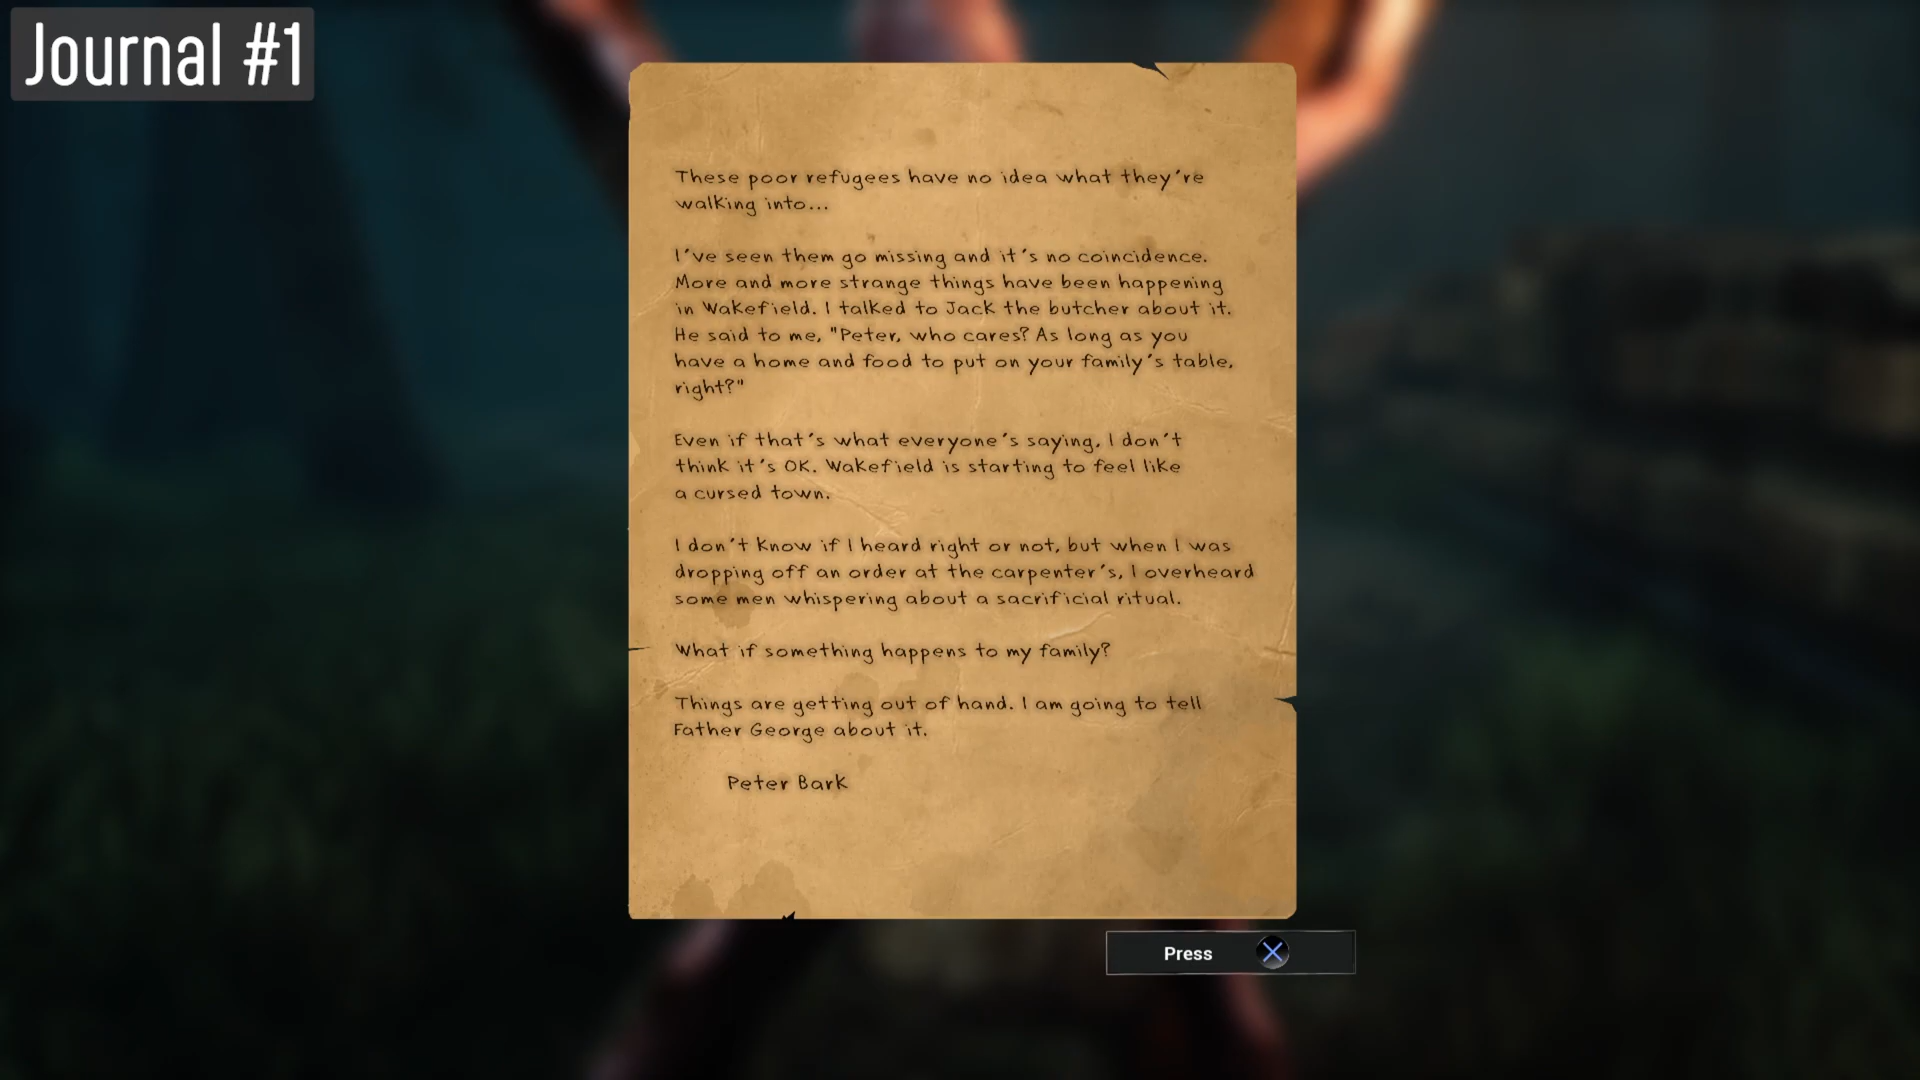 Journal #1
These poor refugees have no idea what they're
walking into...
I've seen them go missing and it's no coincidence.
More and more strange things have been happening
in Wakefield. I talked to Jack the butcher about it.
He said to me, "Peter, who cares? As long as you
have a home and food to put on your family's table,
right?"
Even if that's what everyone's saying, I don't
think it's OK. Wakefield is starting to feel like
a cursed town.
I don't know if I heard right or not, but when I was
dropping off an order at the carpenter's, I overheard
some men whispering about a sacrificial ritual.
What if something happens to my family?
Things are getting out of hand. I am going to tell
Father George about it.
Peter Bark
Press